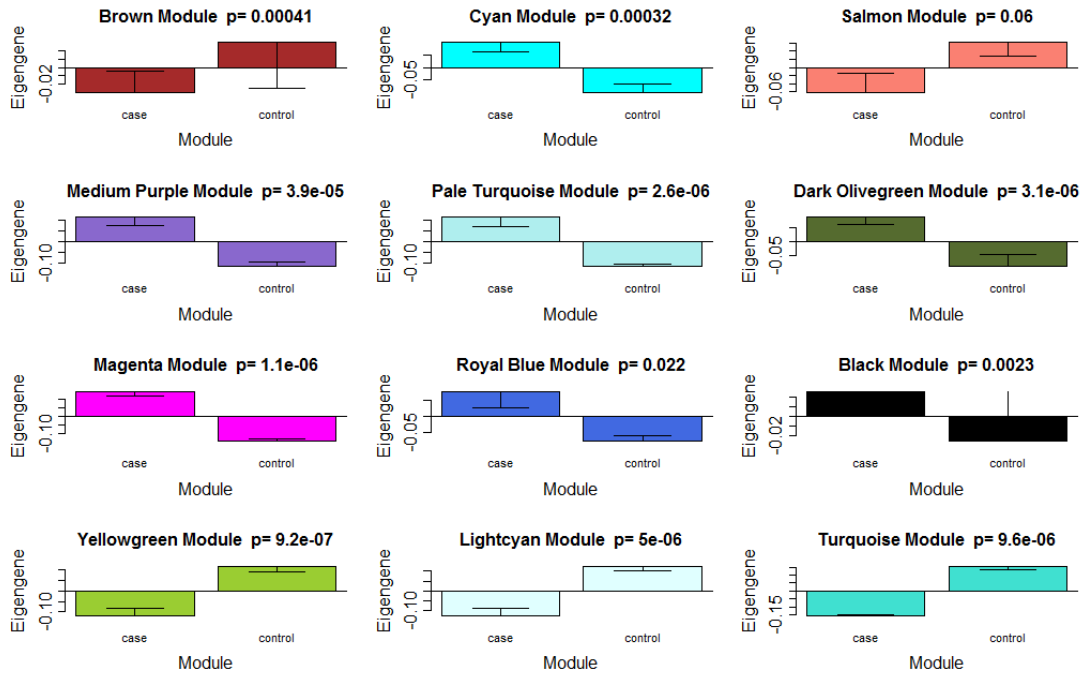 Brown Module  p= 0.00041
Eigengene
-0.02
case control
Module
Cyan Module  p= 0.00032
Eigengene
-0.05
case control
Module
Salmon Module  p= 0.06
Eigengene
-0.06
case control
Module
Medium Purple Module  p= 3.9e-05
Eigengene
-0.10
case control
Module
Pale Turquoise Module  p= 2.6e-06
Eigengene
-0.10
case control
Module
Dark Olivegreen Module  p= 3.1e-06
Eigengene
-0.05
case control
Module
Magenta Module  p= 1.1e-06
Eigengene
-0.10
case control
Module
Royal Blue Module  p= 0.022
Eigengene
-0.05
case control
Module
Black Module  p= 0.0023
Eigengene
-0.02
case control
Module
Yellowgreen Module  p= 9.2e-07
Eigengene
-0.10
case control
Module
Lightcyan Module  p= 5e-06
Eigengene
-0.10
case control
Module
Turquoise Module  p= 9.6e-06
Eigengene
-0.15
case control
Module